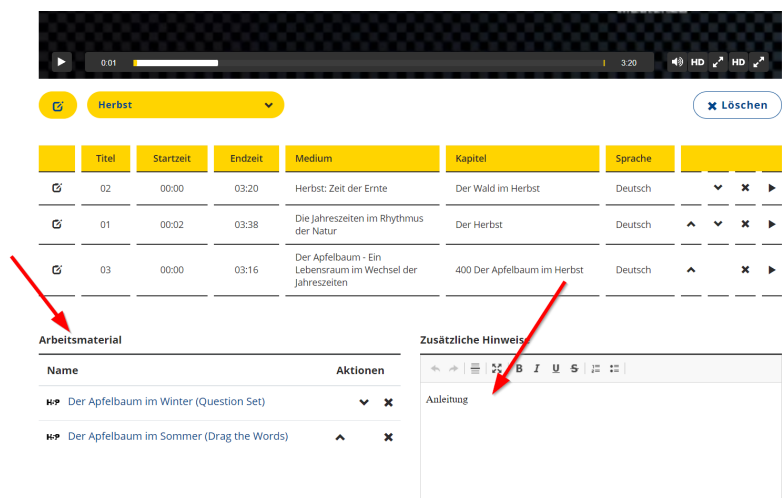 0:01
3:20
HD
HD
Herbst
Löschen
Titel Startzeit Endzeit Medium Kapitel Sprache
02 00:00 03:20 Herbst: Zeit der Ernte Der Wald im Herbst Deutsch
01 00:02 03:38 Die Jahreszeiten im Rhythmus
der Natur Der Herbst Deutsch
03 00:00 03:16 Der Apfelbaum - Ein
Lebensraum im Wechsel der
Jahreszeiten 400 Der Apfelbaum im Herbst Deutsch
Arbeitsmaterial
Name Aktionen
H-P Der Apfelbaum im Winter (Question Set)
H-P Der Apfelbaum im Sommer (Drag the Words)
Zusätzliche Hinweise
B I U S
Anleitung